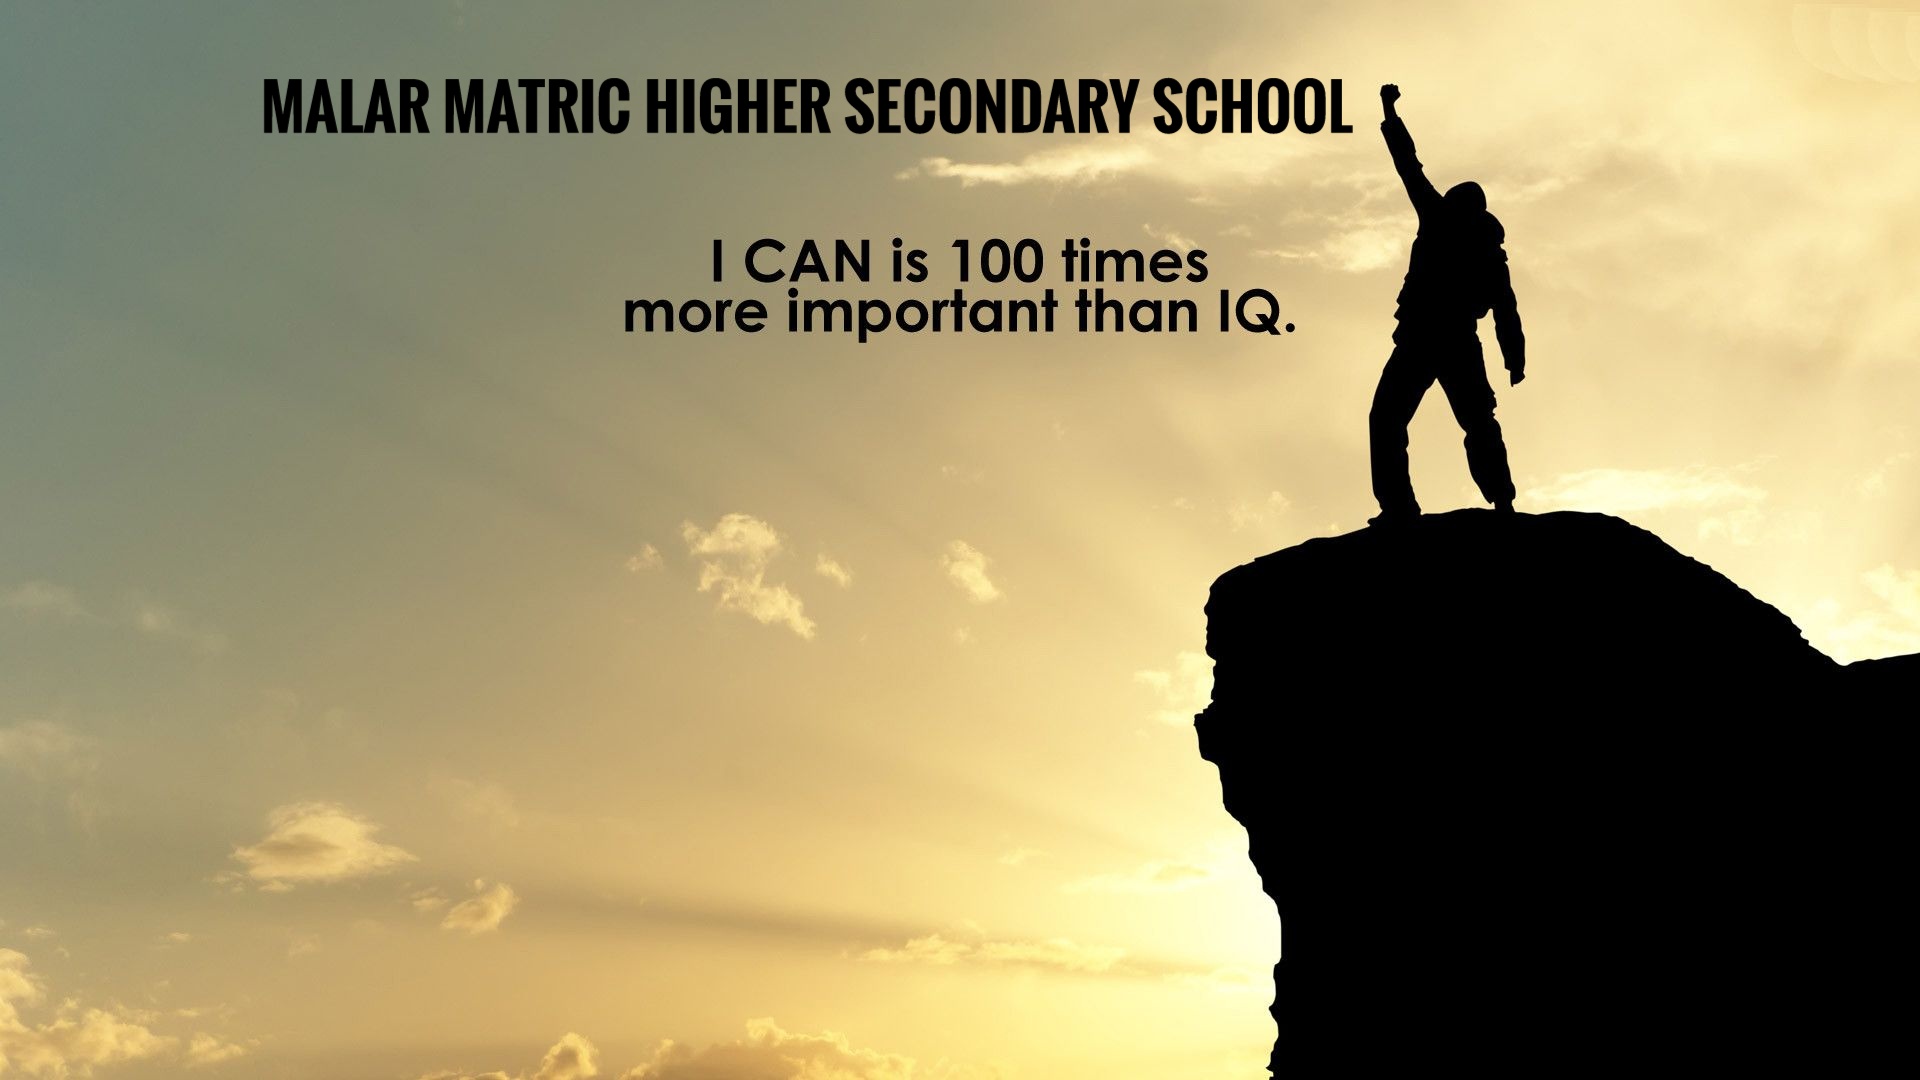 MALAR MATRIC HIGHER SECONDARY SCHOOL
I CAN is 100 times
more important than IQ.